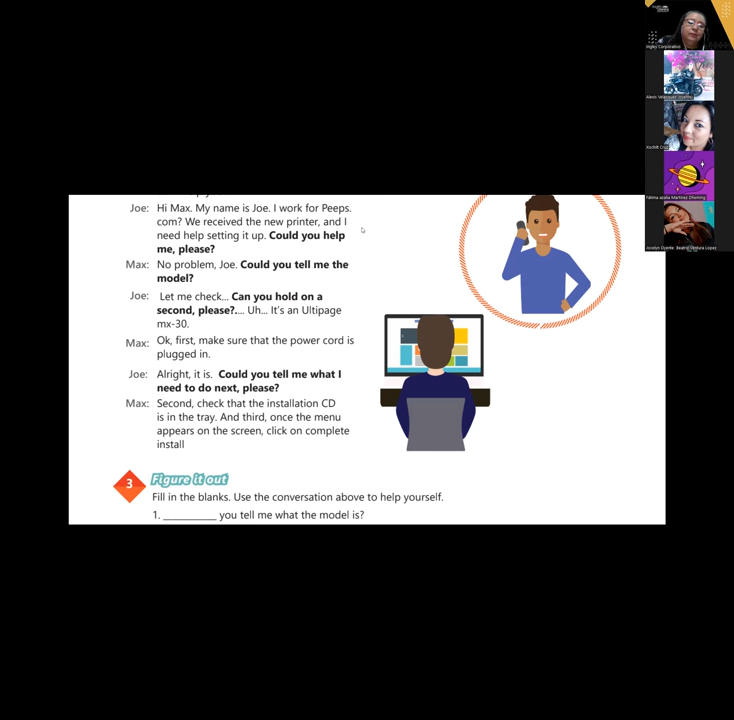 Joe: Hi Max. My name is Joe. I work for Peeps.
com? We received the new printer, and I
need help setting it up. Could you help
me, please?
Max: No problem, Joe. Could you tell me the
model?
Joe: Let me check... Can you hold on a
second, please?.... Uh... It's an Ultipage
mx-30.
Max: Ok, first, make sure that the power cord is
plugged in.
Joe: Alright, it is. Could you tell me what I
need to do next, please?
Max: Second, check that the installation CD
is in the tray. And third, once the menu
appears on the screen, click on complete
install
3 Figure it out
Fill in the blanks. Use the conversation above to help yourself.
1. __________ you tell me what the model is?
Xochilt Cruz